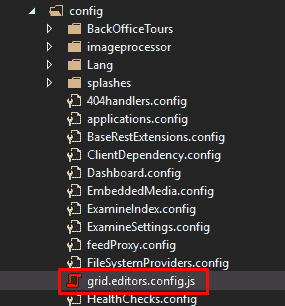 config
BackOfficeTours
imageprocessor
Lang
splashes
404handlers.config
applications.config
BaseRestExtensions.config
ClientDependency.config
Dashboard.config
EmbeddedMedia.config
ExamineIndex.config
ExamineSettings.config
feedProxy.config
FileSystemProviders.config
grid.editors.config.js
HealthChecks.config